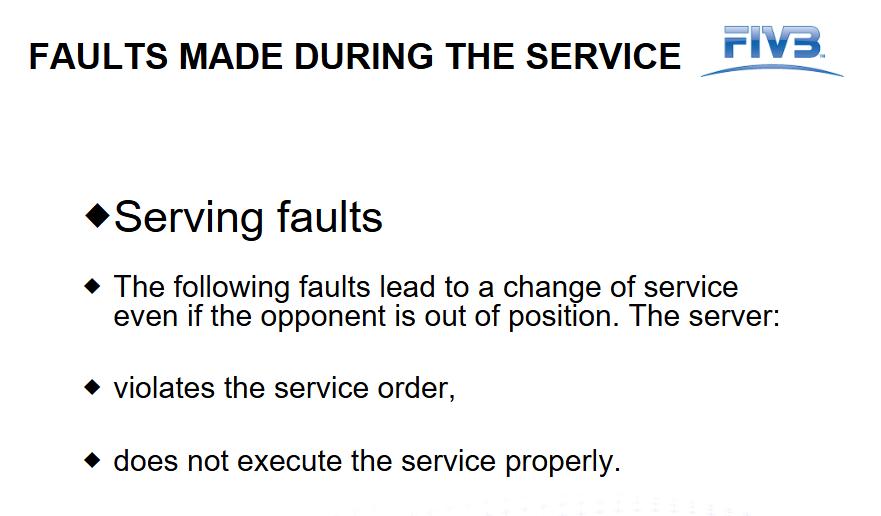 FAULTS MADE DURING THE SERVICE
FIVB
Serving faults
The following faults lead to a change of service
even if the opponent is out of position. The server:
violates the service order,
does not execute the service properly.